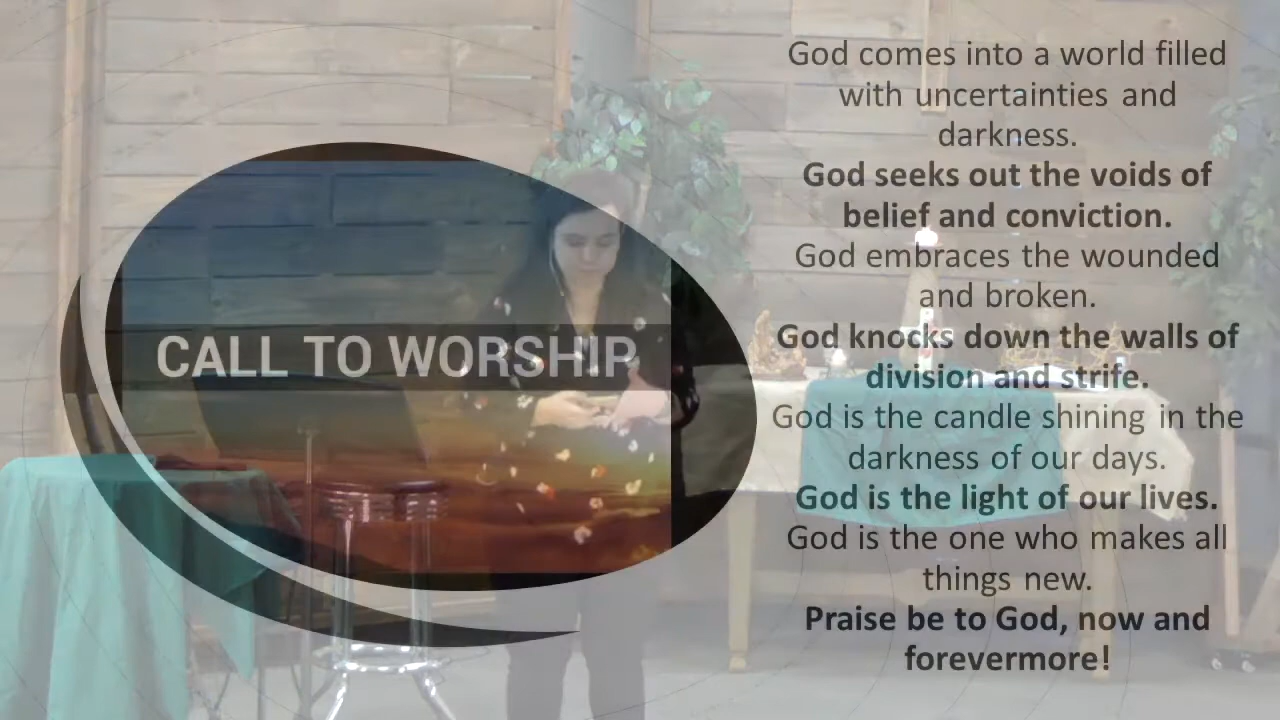 CALL TO WORSHIP
God comes into a world filled
with uncertainties and
darkness.
God seeks out the voids of
belief and conviction.
God embraces the wounded
and broken.
God knocks down the walls of
division and strife.
God is the candle shining in the
darkness of our days.
God is the light of our lives.
God is the one who makes all
things new.
Praise be to God, now and
forevermore!